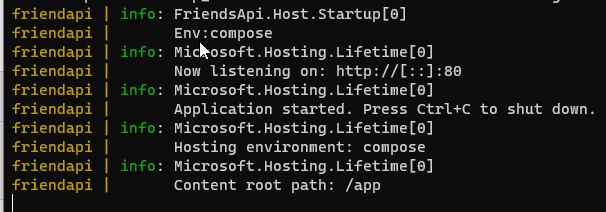 friendapi | info: FriendsApi.Host.Startup[0]
friendapi |       Env:compose
friendapi | info: Microsoft.Hosting.Lifetime[0]
friendapi |       Now listening on: http://[::]:80
friendapi | info: Microsoft.Hosting.Lifetime[0]
friendapi |       Application started. Press Ctrl+C to shut down.
friendapi | info: Microsoft.Hosting.Lifetime[0]
friendapi |       Hosting environment: compose
friendapi | info: Microsoft.Hosting.Lifetime[0]
friendapi |       Content root path: /app